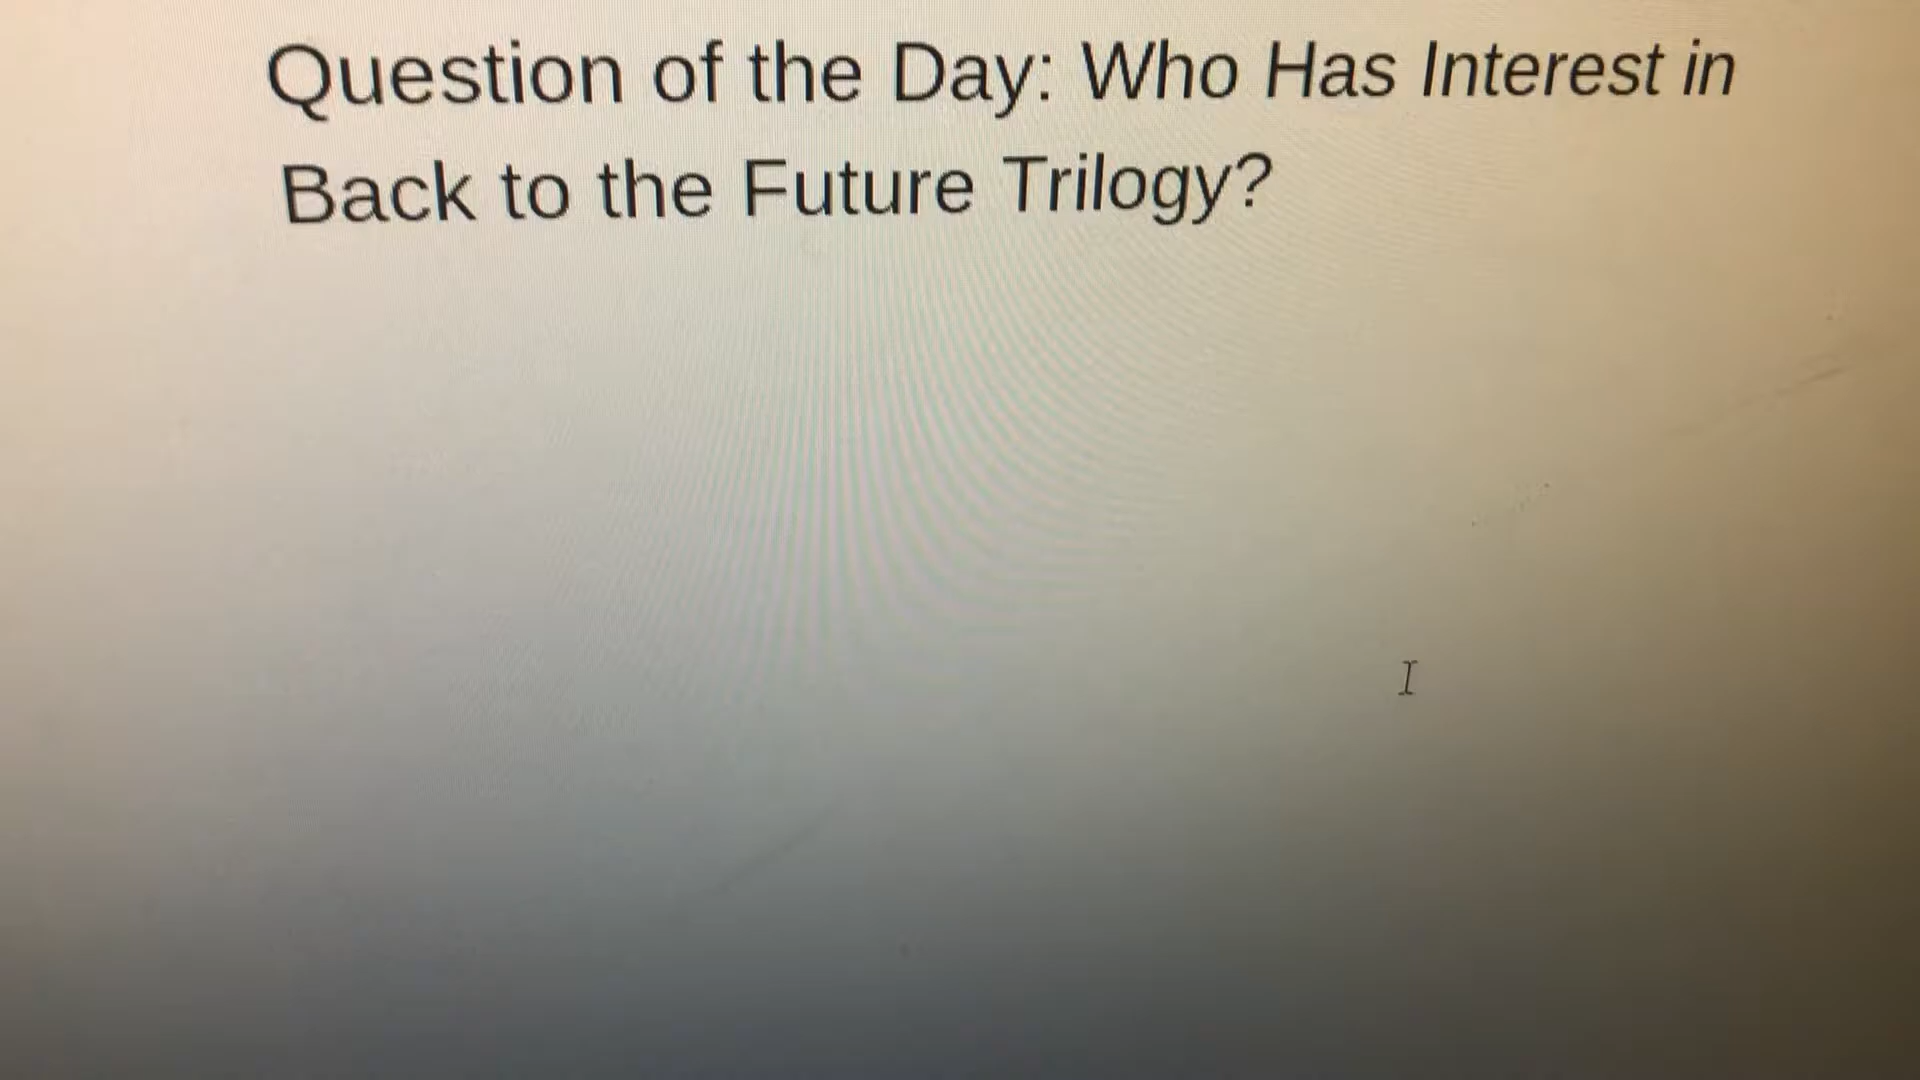 Question of the Day: Who Has Interest in
Back to the Future Trilogy?